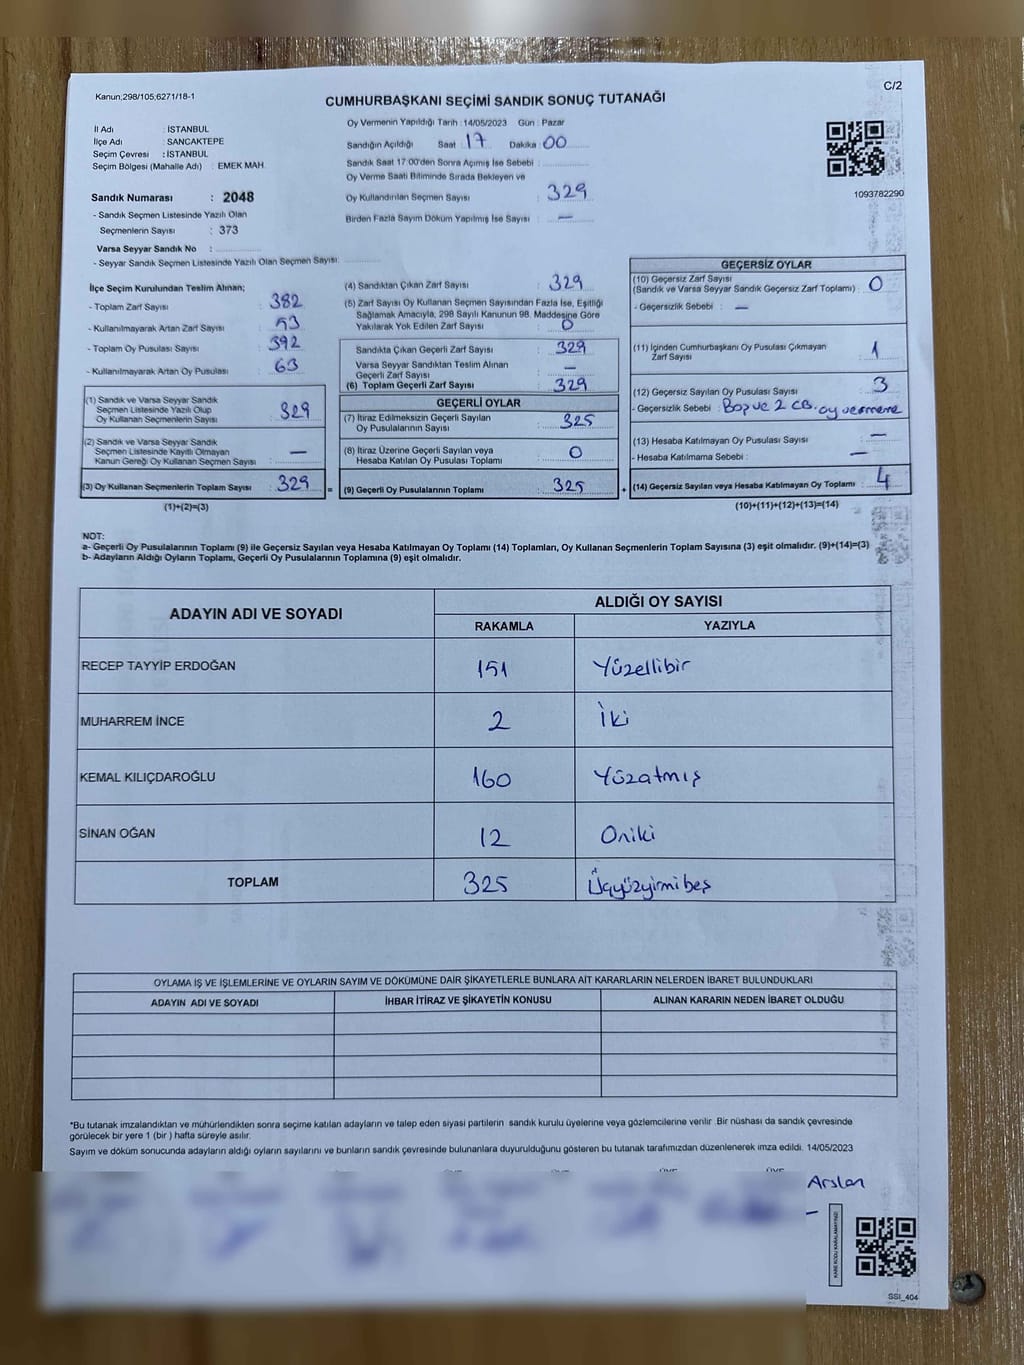 Kanun;298/105;6271/18-1
C/2
CUMHURBAŞKANI SEÇİMİ SANDIK SONUÇ TUTANAĞI
İl Adı : İSTANBUL
İlçe Adı : SANCAKTEPE
Seçim Çevresi : İSTANBUL
Seçim Bölgesi (Mahalle Adı) : EMEK MAH.
Sandık Numarası : 2048
- Sandık Seçmen Listesinde Yazılı Olan
Seçmenlerin Sayısı : 373
Varsa Seyyar Sandık No :
- Seyyar Sandık Seçmen Listesinde Yazılı Olan Seçmen Sayısı:
Oy Vermenin Yapıldığı Tarih :14/05/2023 Gün : Pazar
Sandığın Açıldığı Saat : 17 Dakika : 00
Sandık Saat 17:00'den Sonra Açımış İse Sebebi :
Oy Verme Saati Bitiminde Sırada Bekleyen ve
Oy Kullandırılan Seçmen Sayısı : 329
Birden Fazla Sayım Döküm Yapılmış İse Sayısı : —
1093782290
İlçe Seçim Kurulundan Teslim Alınan;
- Toplam Zarf Sayısı : 382
- Kullanılmayarak Artan Zarf Sayısı : 53
- Toplam Oy Pusulası Sayısı : 392
- Kullanılmayarak Artan Oy Pusulası : 63
(1) Sandık ve Varsa Seyyar Sandık
Seçmen Listesinde Yazılı Olup
Oy Kullanan Seçmenlerin Sayısı : 329
(2) Sandık ve Varsa Seyyar Sandık
Seçmen Listesinde Kayıtlı Olmayan
Kanun Gereği Oy Kullanan Seçmen Sayısı : —
(3) Oy Kullanan Seçmenlerin Toplam Sayısı : 329
(1)+(2)=(3)
(4) Sandıktan Çıkan Zarf Sayısı : 329
(5) Zarf Sayısı Oy Kullanan Seçmen Sayısından Fazla İse, Eşitliği
Sağlamak Amacıyla, 298 Sayılı Kanunun 98. Maddesine Göre
Yakılarak Yok Edilen Zarf Sayısı : 0
Sandıkta Çıkan Geçerli Zarf Sayısı : 329
Varsa Seyyar Sandıktan Teslim Alınan
Geçerli Zarf Sayısı : —
(6) Toplam Geçerli Zarf Sayısı : 329
GEÇERLİ OYLAR
(7) İtiraz Edilmeksizin Geçerli Sayılan
Oy Pusulalarının Sayısı : 325
(8) İtiraz Üzerine Geçerli Sayılan veya
Hesaba Katılan Oy Pusulası Toplamı : 0
= (9) Geçerli Oy Pusulalarının Toplamı : 325 +
GEÇERSİZ OYLAR
(10) Geçersiz Zarf Sayısı
(Sandık ve Varsa Seyyar Sandık Geçersiz Zarf Toplamı) : 0
- Geçersizlik Sebebi : —
(11) İçinden Cumhurbaşkanı Oy Pusulası Çıkmayan
Zarf Sayısı : 1
(12) Geçersiz Sayılan Oy Pusulası Sayısı : 3
- Geçersizlik Sebebi : Boş ve 2 CB. oy vermeme
(13) Hesaba Katılmayan Oy Pusulası Sayısı : —
- Hesaba Katılmama Sebebi : —
(14) Geçersiz Sayılan veya Hesaba Katılmayan Oy Toplamı : 4
(10)+(11)+(12)+(13)=(14)
NOT:
a- Geçerli Oy Pusulalarının Toplamı (9) ile Geçersiz Sayılan veya Hesaba Katılmayan Oy Toplamı (14) Toplamları, Oy Kullanan Seçmenlerin Toplam Sayısına (3) eşit olmalıdır. (9)+(14)=(3)
b- Adayların Aldığı Oyların Toplamı, Geçerli Oy Pusulalarının Toplamına (9) eşit olmalıdır.
ADAYIN ADI VE SOYADI ALDIĞI OY SAYISI
RAKAMLA YAZIYLA
RECEP TAYYİP ERDOĞAN 151 Yüzellibir
MUHARREM İNCE 2 İki
KEMAL KILIÇDAROĞLU 160 Yüzatmış
SİNAN OĞAN 12 Oniki
TOPLAM 325 Üçyüzyirmibeş
OYLAMA İŞ VE İŞLEMLERİNE VE OYLARIN SAYIM VE DÖKÜMÜNE DAİR ŞİKAYETLERLE BUNLARA AİT KARARLARIN NELERDEN İBARET BULUNDUKLARI
ADAYIN ADI VE SOYADI İHBAR İTİRAZ VE ŞİKAYETİN KONUSU ALINAN KARARIN NEDEN İBARET OLDUĞU
*Bu tutanak imzalandıktan ve mühürlendikten sonra seçime katılan adayların ve talep eden siyasi partilerin sandık kurulu üyelerine veya gözlemcilerine verilir .Bir nüshası da sandık çevresinde
görülecek bir yere 1 (bir ) hafta süreyle asılır.
Sayım ve döküm sonucunda adayların aldığı oyların sayılarını ve bunların sandık çevresinde bulunanlara duyurulduğunu gösteren bu tutanak tarafımızdan düzenlenerek imza edildi. 14/05/2023
Arslan
KARE KODU KARALAMAYINIZ!
SSI_404